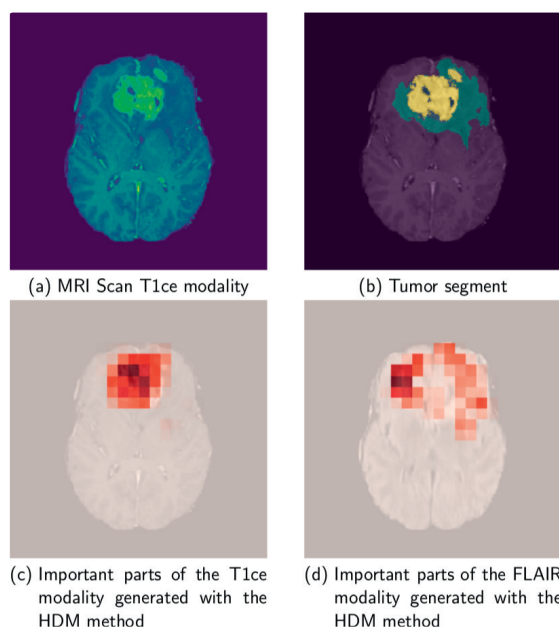 (a) MRI Scan T1ce modality
(b) Tumor segment
(c) Important parts of the T1ce
modality generated with the
HDM method
(d) Important parts of the FLAIR
modality generated with the
HDM method